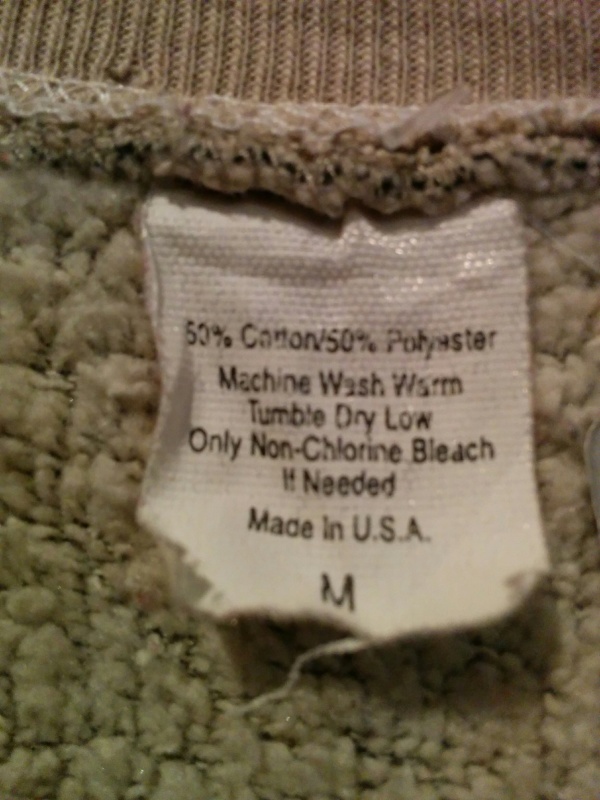 50% Cotton/50% Polyester
Machine Wash Warm
Tumble Dry Low
Only Non-Chlorine Bleach
If Needed
Made In U.S.A.
M